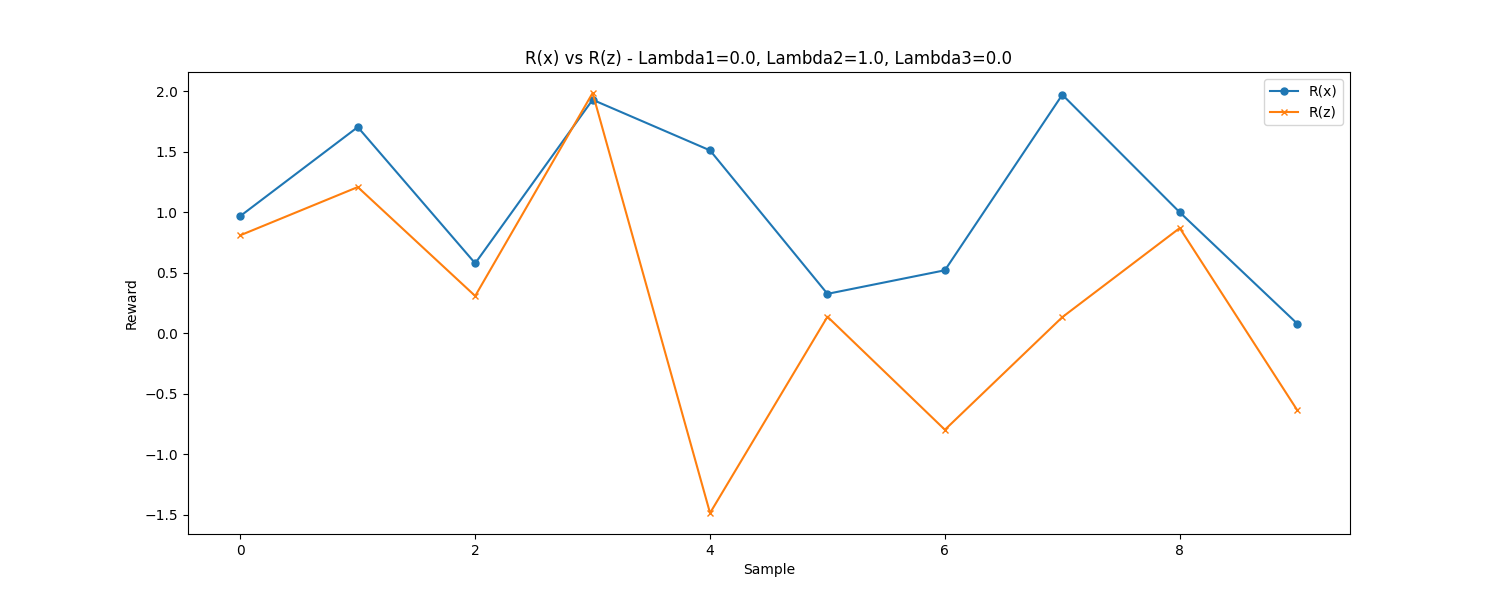 R(x) vs R(z) - Lambda1=0.0, Lambda2=1.0, Lambda3=0.0
R(x)
R(z)
Reward
2.0
1.5
1.0
0.5
0.0
−0.5
−1.0
−1.5
0 2 4 6 8
Sample